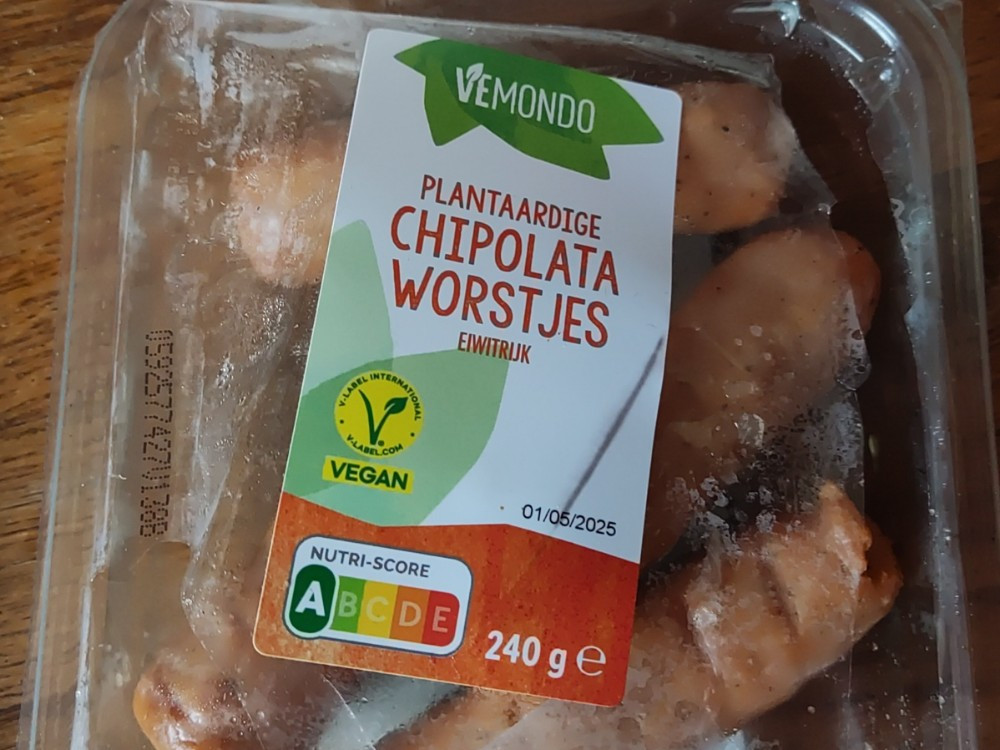 VEMONDO
PLANTAARDIGE
CHIPOLATA
WORSTJES
EIWITRIJK
V-LABEL INTERNATIONAL
V-LABEL.COM
VEGAN
01/05/2025
NUTRI-SCORE
A B C D E
240 g e